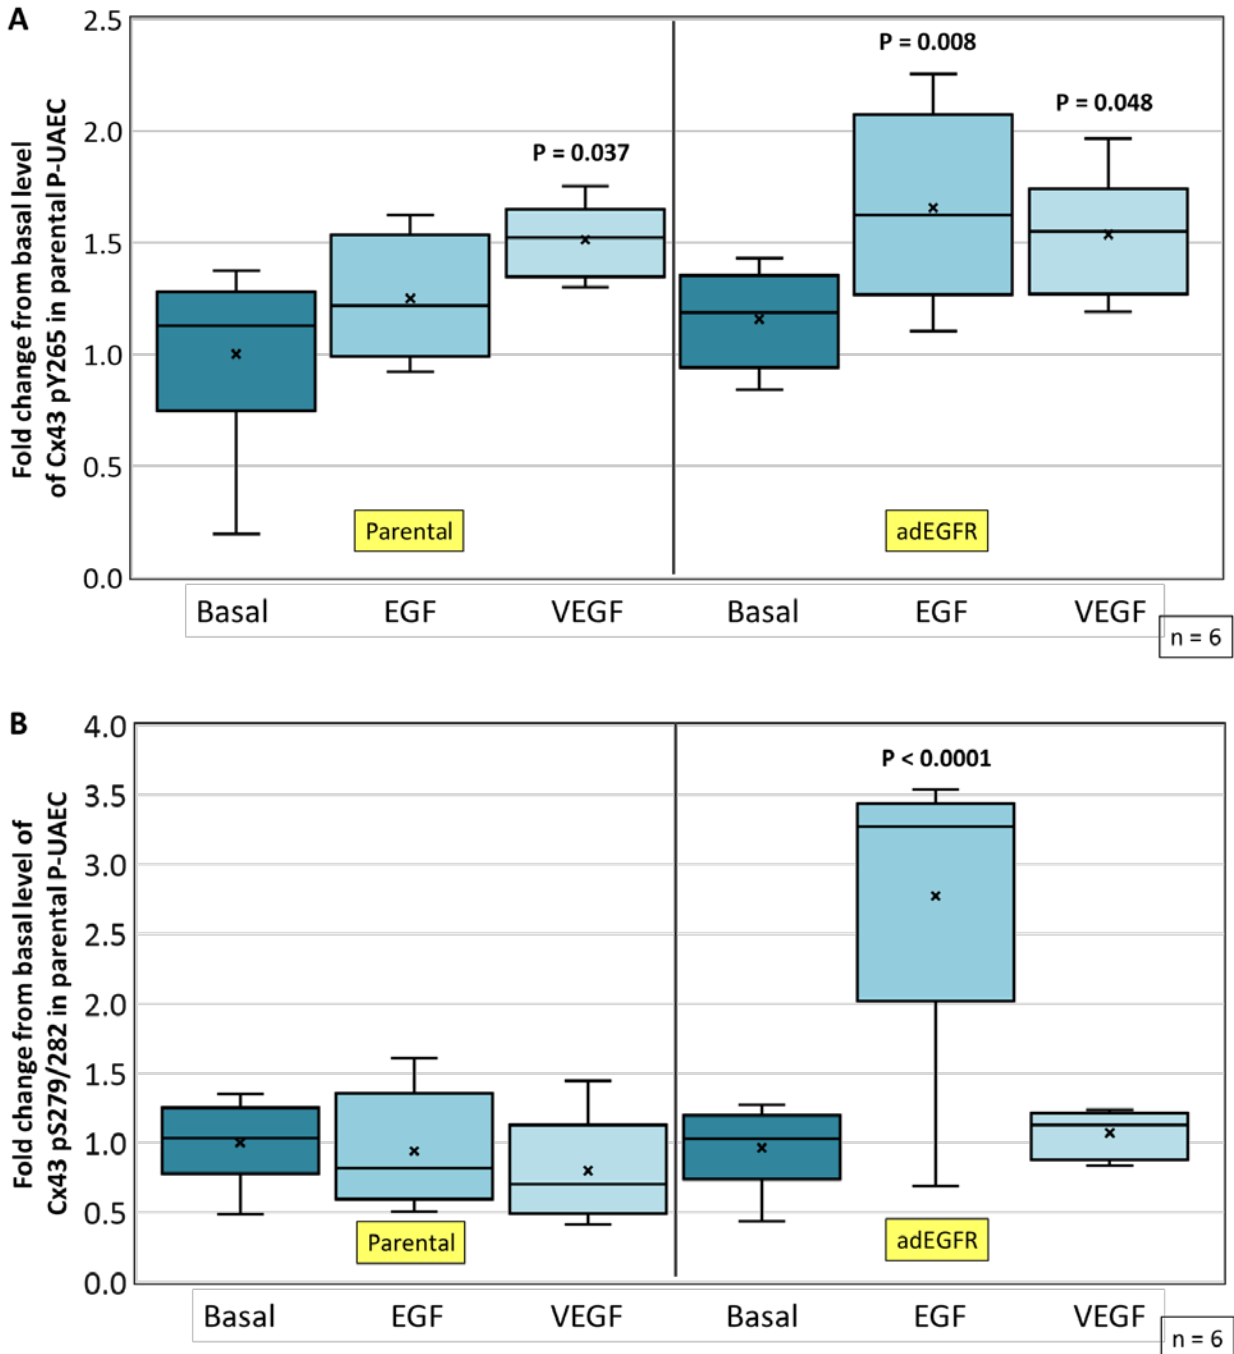 A
Fold change from basal level
of Cx43 pY265 in parental P-UAEC
2.5
2.0
1.5
1.0
0.5
0.0
P = 0.037
P = 0.008
P = 0.048
Parental
adEGFR
Basal EGF VEGF Basal EGF VEGF
n = 6
B
Fold change from basal level of
Cx43 pS279/282 in parental P-UAEC
4.0
3.5
3.0
2.5
2.0
1.5
1.0
0.5
0.0
P < 0.0001
Parental
adEGFR
Basal EGF VEGF Basal EGF VEGF
n = 6